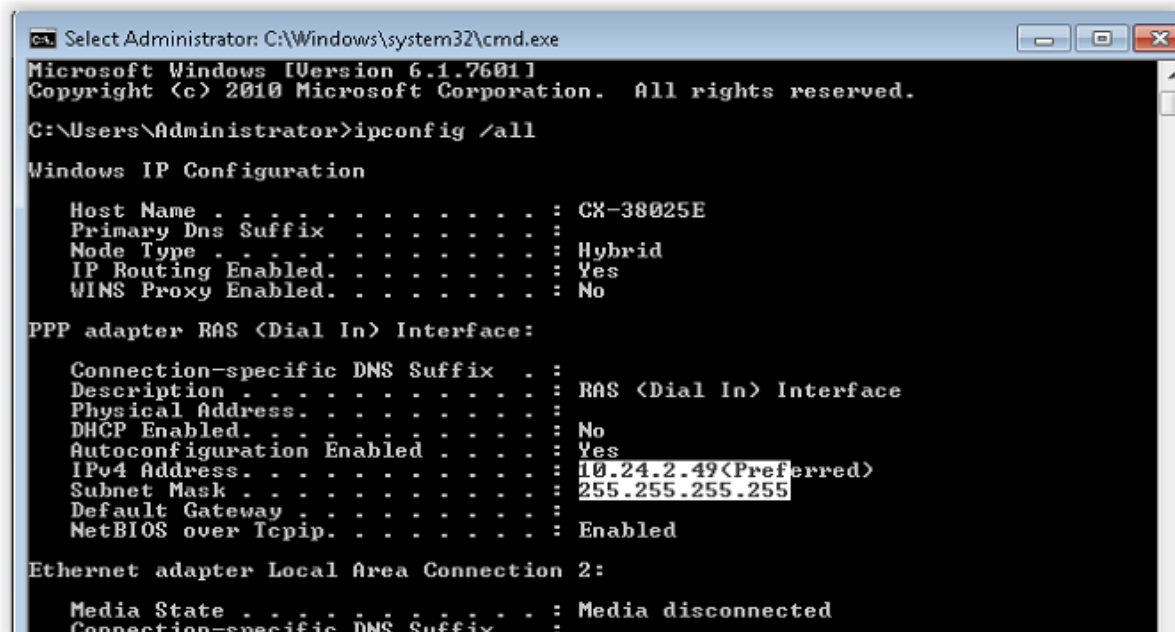 Select Administrator: C:\Windows\system32\cmd.exe
Microsoft Windows [Version 6.1.7601]
Copyright (c) 2010 Microsoft Corporation.  All rights reserved.
C:\Users\Administrator>ipconfig /all
Windows IP Configuration
Host Name . . . . . . . . . . . . : CX-38025E
Primary Dns Suffix  . . . . . . . :
Node Type . . . . . . . . . . . . : Hybrid
IP Routing Enabled. . . . . . . . : Yes
WINS Proxy Enabled. . . . . . . . : No
PPP adapter RAS (Dial In) Interface:
Connection-specific DNS Suffix  . :
Description . . . . . . . . . . . : RAS (Dial In) Interface
Physical Address. . . . . . . . . :
DHCP Enabled. . . . . . . . . . . : No
Autoconfiguration Enabled . . . . : Yes
IPv4 Address. . . . . . . . . . . : 10.24.2.49(Preferred)
Subnet Mask . . . . . . . . . . . : 255.255.255.255
Default Gateway . . . . . . . . . :
NetBIOS over Tcpip. . . . . . . . : Enabled
Ethernet adapter Local Area Connection 2:
Media State . . . . . . . . . . . : Media disconnected
Connection-specific DNS Suffix  . :